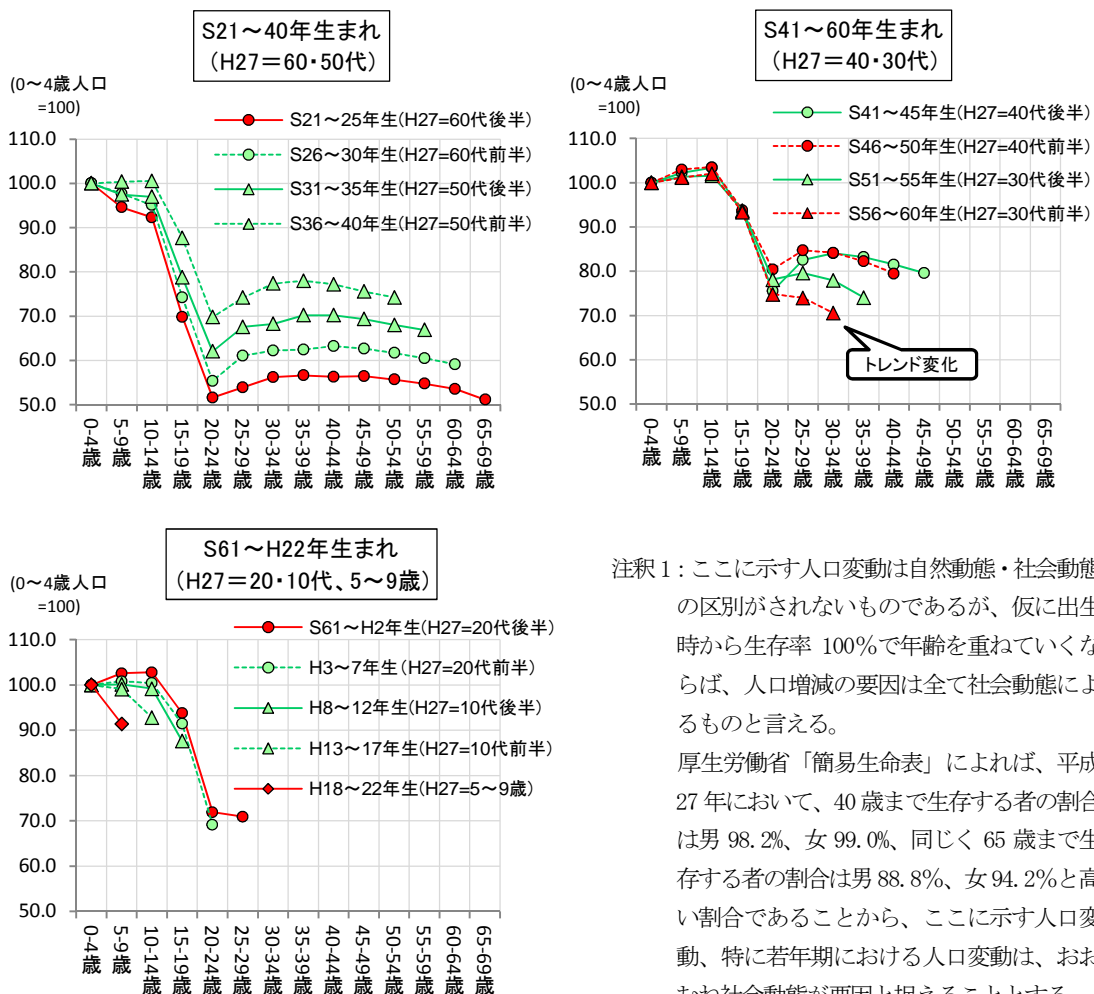 S21～40年生まれ
（H27＝60･50代）
(0～4歳人口
=100)
110.0
100.0
90.0
80.0
70.0
60.0
50.0
S21～25年生(H27=60代後半)
S26～30年生(H27=60代前半)
S31～35年生(H27=50代後半)
S36～40年生(H27=50代前半)
0-4歳
5-9歳
10-14歳
15-19歳
20-24歳
25-29歳
30-34歳
35-39歳
40-44歳
45-49歳
50-54歳
55-59歳
60-64歳
65-69歳
S41～60年生まれ
（H27＝40･30代）
(0～4歳人口
=100)
110.0
100.0
90.0
80.0
70.0
60.0
50.0
S41～45年生(H27=40代後半)
S46～50年生(H27=40代前半)
S51～55年生(H27=30代後半)
S56～60年生(H27=30代前半)
トレンド変化
0-4歳
5-9歳
10-14歳
15-19歳
20-24歳
25-29歳
30-34歳
35-39歳
40-44歳
45-49歳
50-54歳
55-59歳
60-64歳
65-69歳
S61～H22年生まれ
（H27＝20･10代、5～9歳）
(0～4歳人口
=100)
110.0
100.0
90.0
80.0
70.0
60.0
50.0
S61～H2年生(H27=20代後半)
H3～7年生(H27=20代前半)
H8～12年生(H27=10代後半)
H13～17年生(H27=10代前半)
H18～22年生(H27=5～9歳)
0-4歳
5-9歳
10-14歳
15-19歳
20-24歳
25-29歳
30-34歳
35-39歳
40-44歳
45-49歳
50-54歳
55-59歳
60-64歳
65-69歳
注釈1：ここに示す人口変動は自然動態・社会動態
の区別がされないものであるが、仮に出生
時から生存率 100％で年齢を重ねていくな
らば、人口増減の要因は全て社会動態によ
るものと言える。
厚生労働省「簡易生命表」によれば、平成
27 年において、40 歳まで生存する者の割合
は男 98.2%、女 99.0%、同じく 65 歳まで生
存する者の割合は男 88.8%、女 94.2%と高
い割合であることから、ここに示す人口変
動、特に若年期における人口変動は、おお
むね社会動態が要因と捉えることとする。